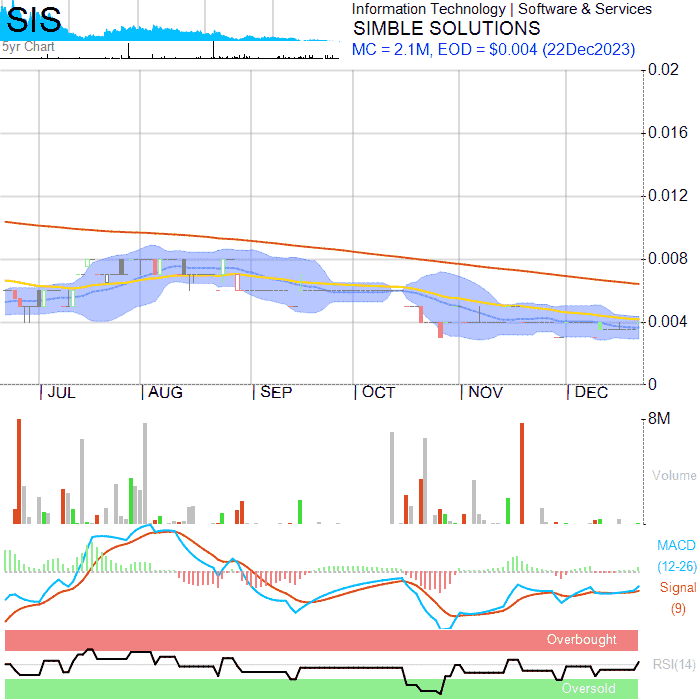 SIS
5yr Chart
Information Technology | Software & Services
SIMBLE SOLUTIONS
MC = 2.1M, EOD = $0.004 (22Dec2023)
0.02
0.016
0.012
0.008
0.004
0
JUL AUG SEP OCT NOV DEC
8M
Volume
MACD
(12-26)
Signal
(9)
Overbought
RSI(14)
Oversold